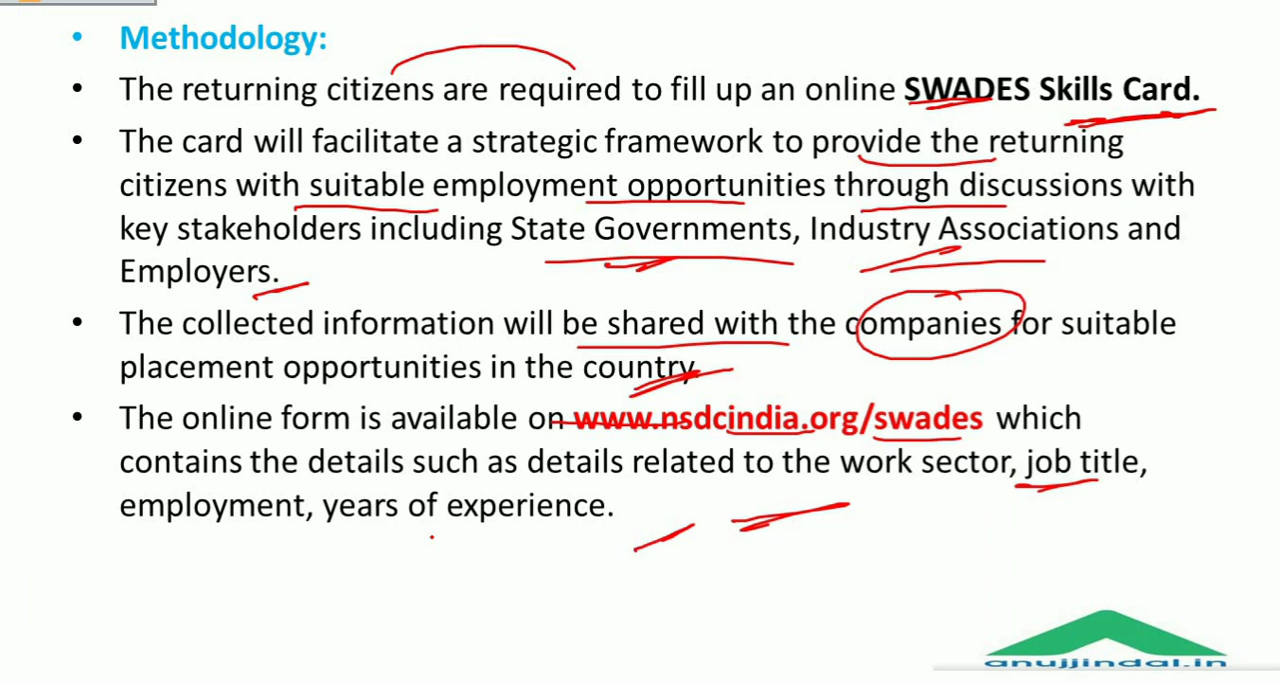 Methodology:
The returning citizens are required to fill up an online SWADES Skills Card.
The card will facilitate a strategic framework to provide the returning
citizens with suitable employment opportunities through discussions with
key stakeholders including State Governments, Industry Associations and
Employers.
The collected information will be shared with the companies for suitable
placement opportunities in the country.
The online form is available on www.nsdcindia.org/swades which
contains the details such as details related to the work sector, job title,
employment, years of experience.
anujjindal.in